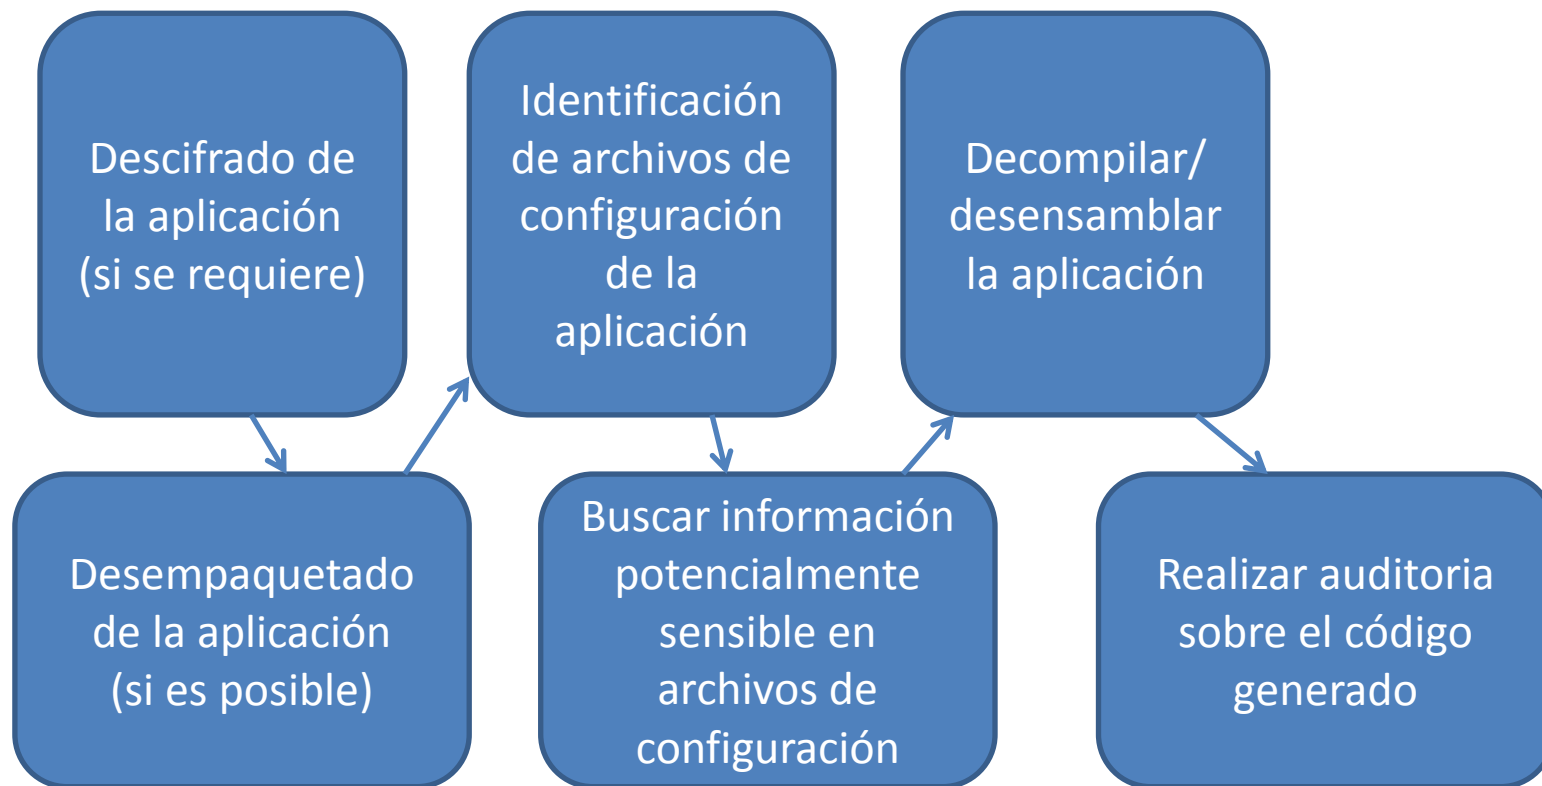 Descifrado de
la aplicación
(si se requiere)
Desempaquetado
de la aplicación
(si es posible)
Identificación
de archivos de
configuración
de la
aplicación
Buscar información
potencialmente
sensible en
archivos de
configuración
Decompilar/
desensamblar
la aplicación
Realizar auditoria
sobre el código
generado